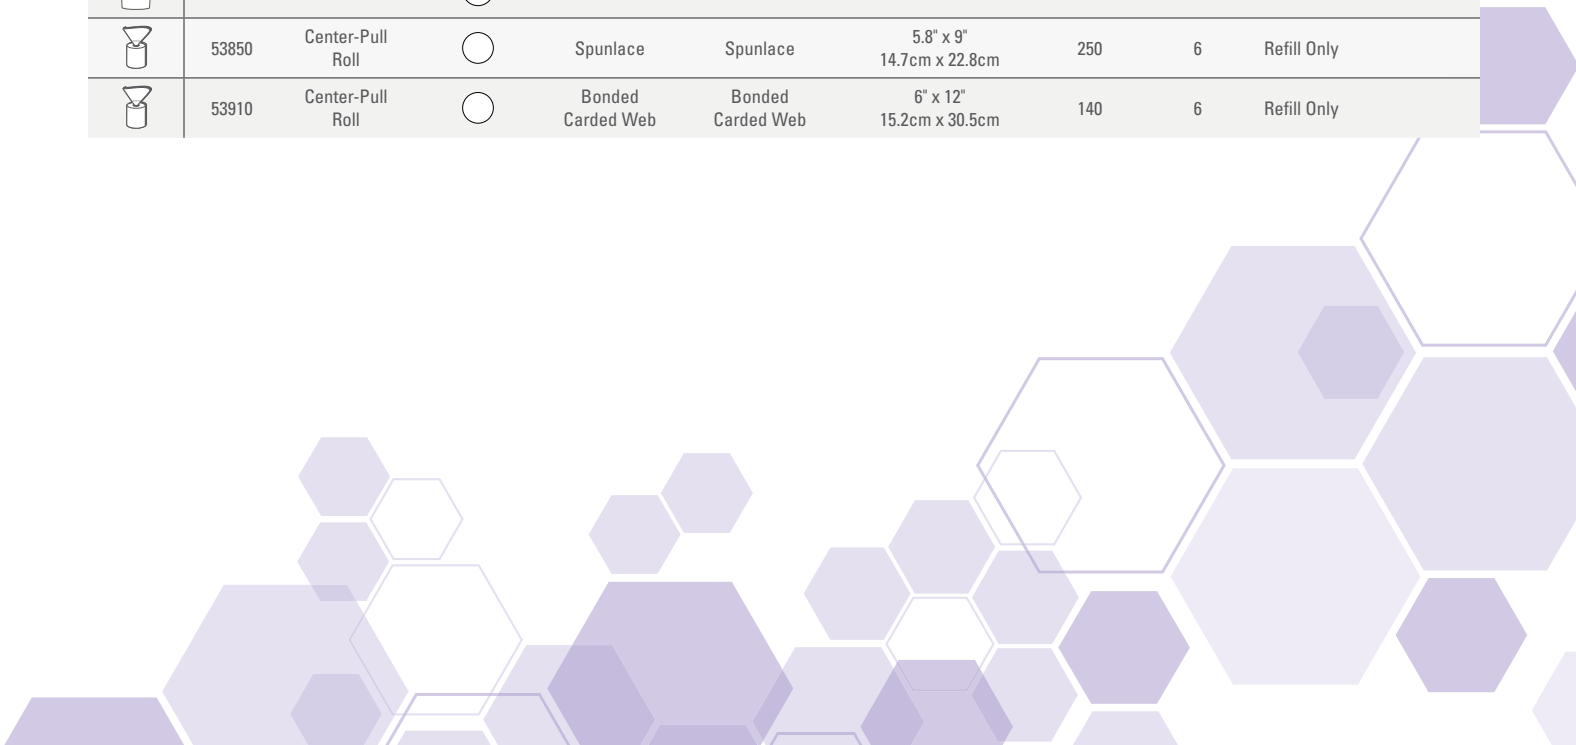 53850 Center-Pull Roll Spunlace Spunlace 5.8" x 9" 14.7cm x 22.8cm 250 6 Refill Only
53910 Center-Pull Roll Bonded Carded Web Bonded Carded Web 6" x 12" 15.2cm x 30.5cm 140 6 Refill Only